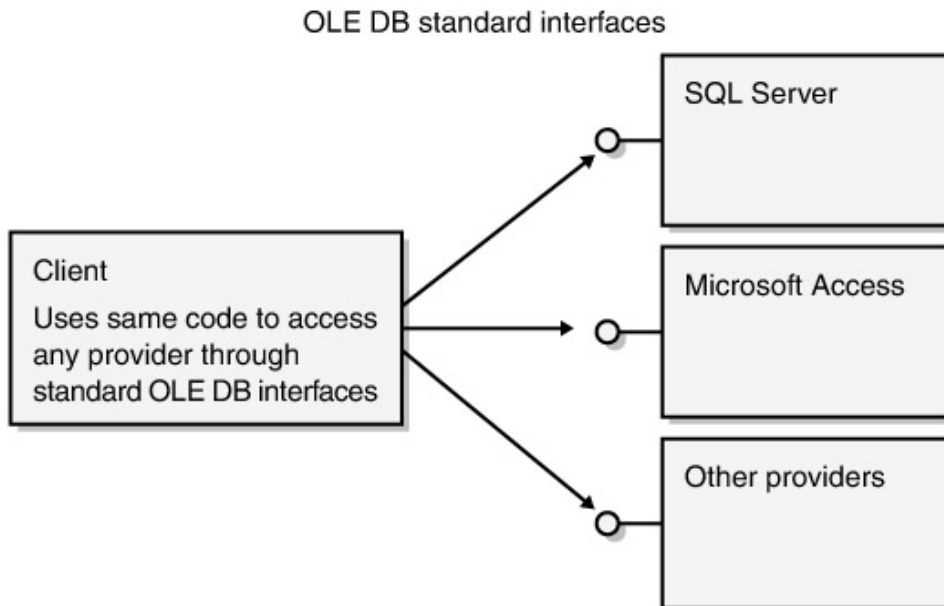 OLE DB standard interfaces
SQL Server
Client
Uses same code to access
any provider through
standard OLE DB interfaces
Microsoft Access
Other providers